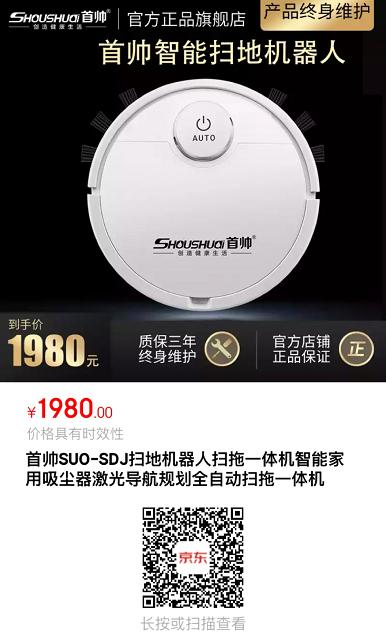 SHOUSHUAI首帅®
创造健康生活
官方正品旗舰店
产品终身维护
首帅智能扫地机器人
AUTO
SHOUSHUAI首帅®
创造健康生活
到手价
1980元
质保三年
终身维护
官方店铺
正品保证
正
¥1980.00
价格具有时效性
首帅SUO-SDJ扫地机器人扫拖一体机智能家
用吸尘器激光导航规划全自动扫拖一体机
京东
长按或扫描查看